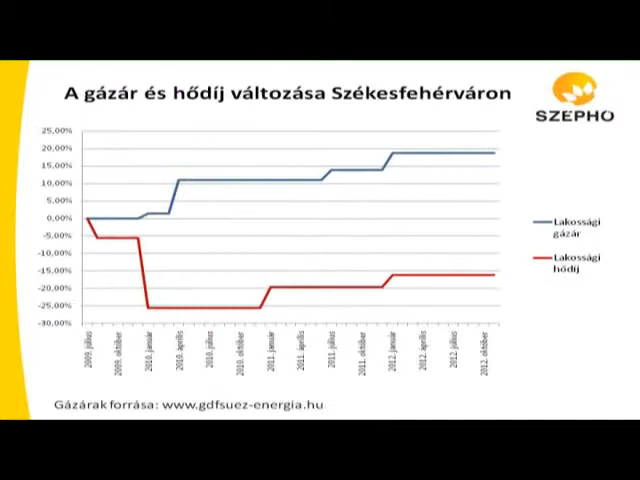 A gázár és hődíj változása Székesfehérváron
SZÉPHŐ
25,00%
20,00%
15,00%
10,00%
5,00%
0,00%
-5,00%
-10,00%
-15,00%
-20,00%
-25,00%
-30,00%
2009. július
2009. október
2010. január
2010. április
2010. július
2010. október
2011. január
2011. április
2011. július
2011. október
2012. január
2012. április
2012. július
2012. október
Lakossági
gázár
Lakossági
hődíj
Gázárak forrása: www.gdfsuez-energia.hu